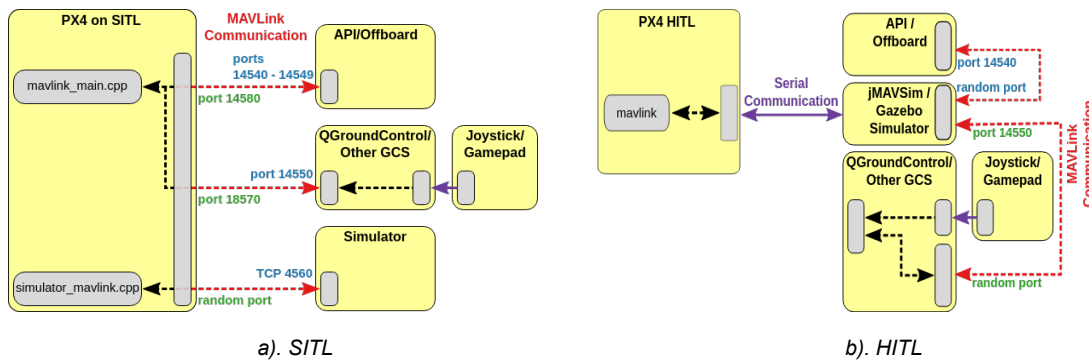 PX4 on SITL
MAVLink
Communication
API/Offboard
ports
14540 - 14549
mavlink_main.cpp
port 14580
QGroundControl/
Other GCS
Joystick/
Gamepad
port 14550
port 18570
Simulator
TCP 4560
simulator_mavlink.cpp
random port
a). SITL
PX4 HITL
API /
Offboard
port 14540
Serial
Communication
random port
jMAVSim /
Gazebo
Simulator
mavlink
port 14550
MAVLink
Communication
QGroundControl/
Other GCS
Joystick/
Gamepad
random port
b). HITL